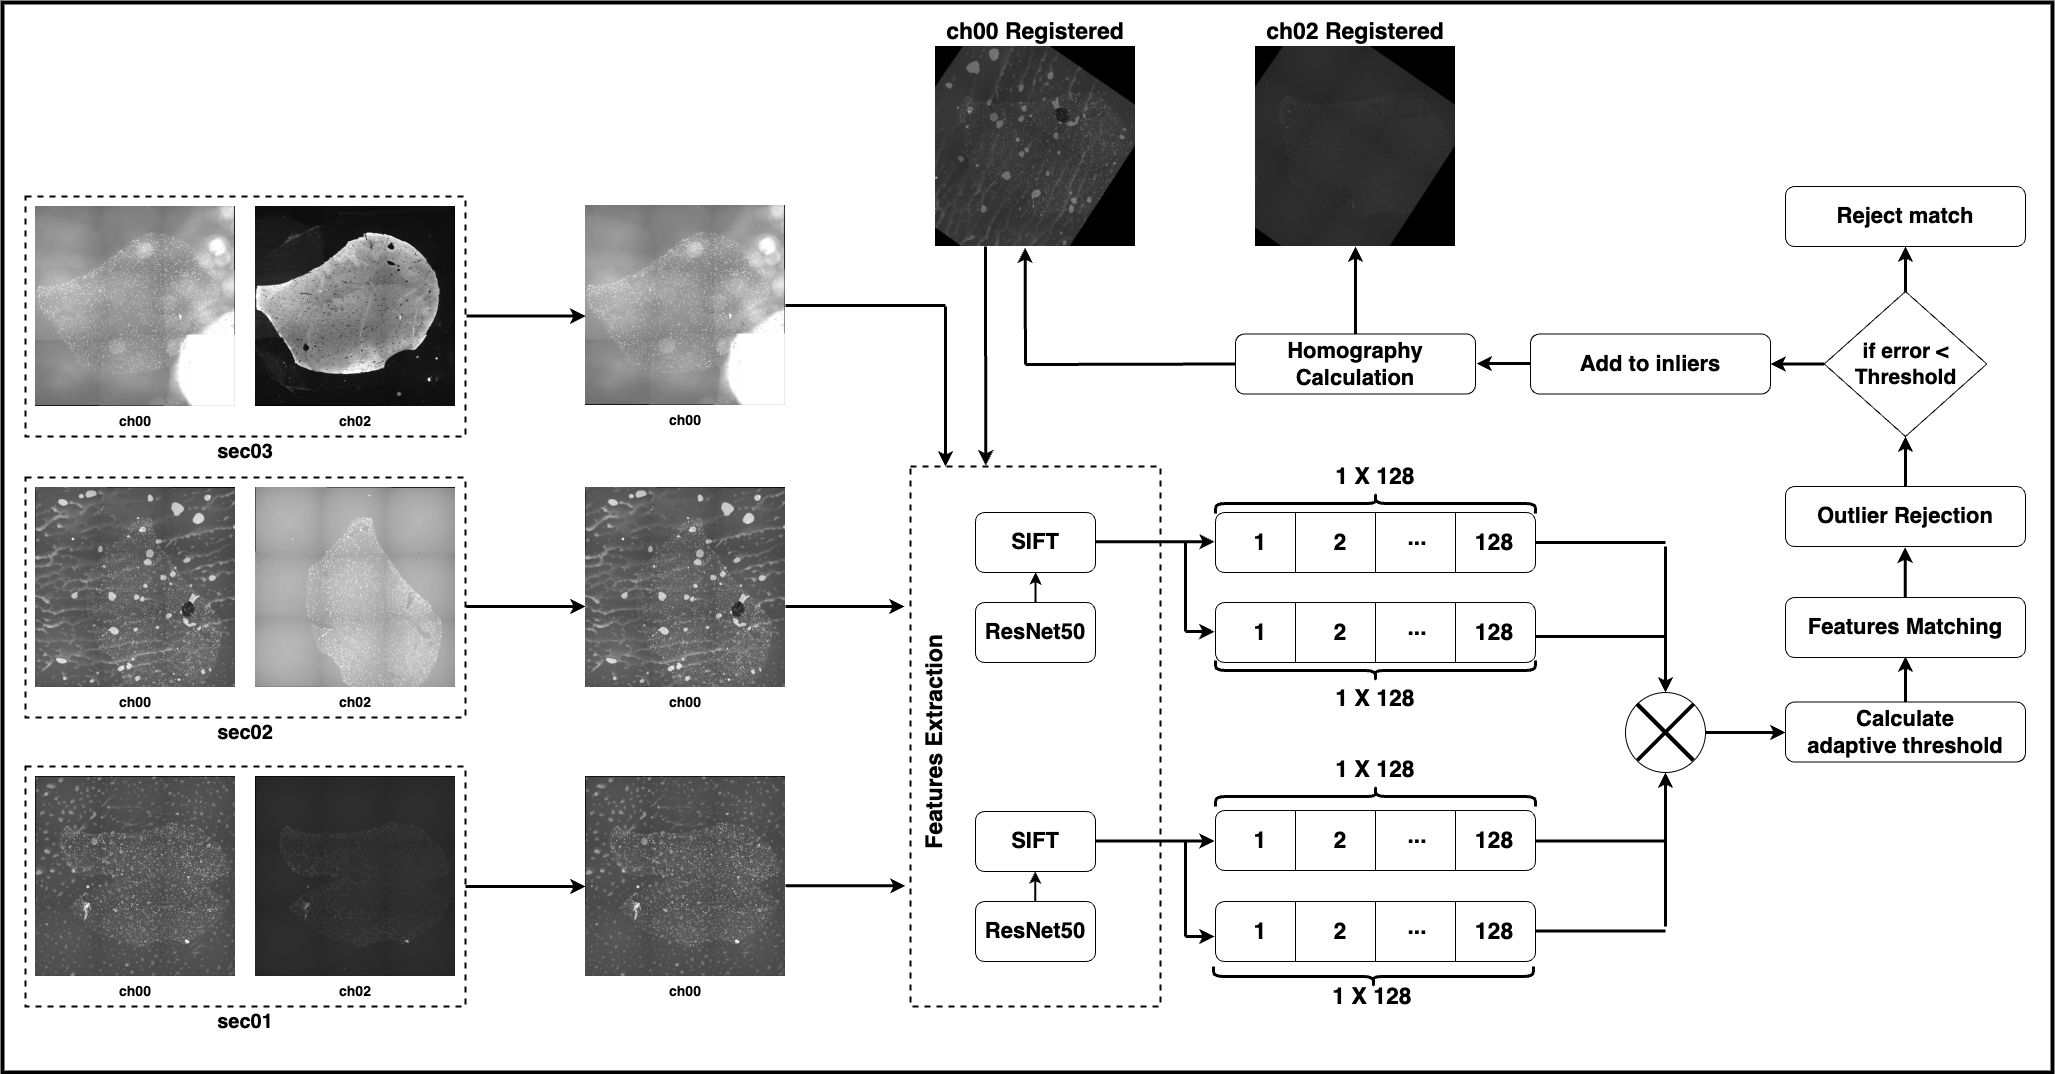 ch00 Registered
ch02 Registered
ch00
ch02
sec03
ch00
ch00
ch02
sec02
ch00
ch00
ch02
sec01
ch00
Features Extraction
SIFT
ResNet50
SIFT
ResNet50
1 X 128
1 2 ... 128
1 2 ... 128
1 X 128
1 X 128
1 2 ... 128
1 2 ... 128
1 X 128
Calculate
adaptive threshold
Features Matching
Outlier Rejection
if error <
Threshold
Reject match
Add to inliers
Homography
Calculation